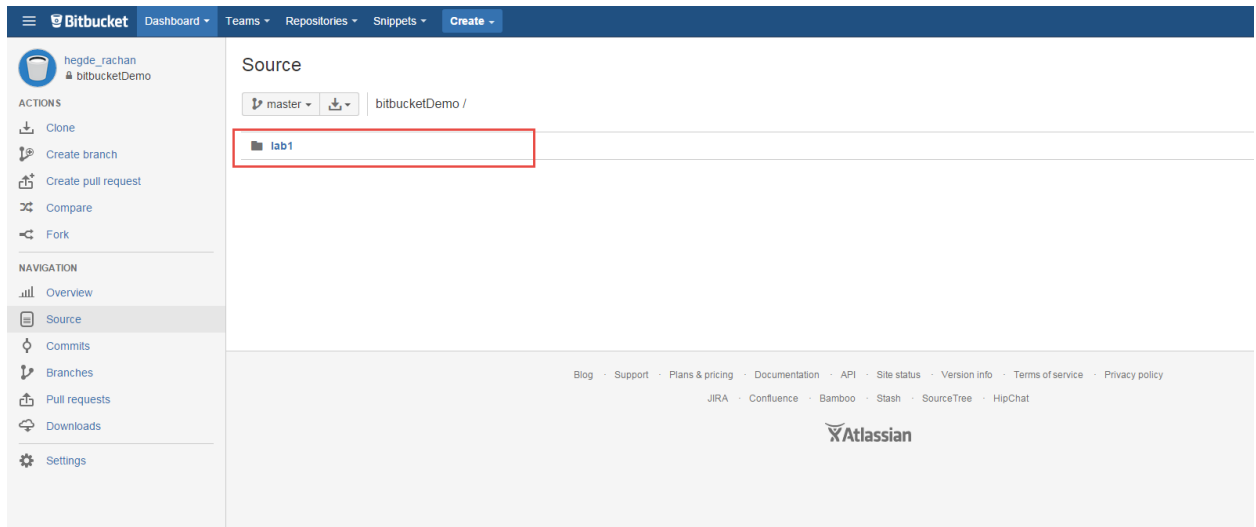 Bitbucket Dashboard Teams Repositories Snippets Create
hegde_rachan
bitbucketDemo
ACTIONS
Clone
Create branch
Create pull request
Compare
Fork
NAVIGATION
Overview
Source
Commits
Branches
Pull requests
Downloads
Settings
Source
master bitbucketDemo /
lab1
Blog · Support · Plans & pricing · Documentation · API · Site status · Version info · Terms of service · Privacy policy
JIRA · Confluence · Bamboo · Stash · SourceTree · HipChat
Atlassian